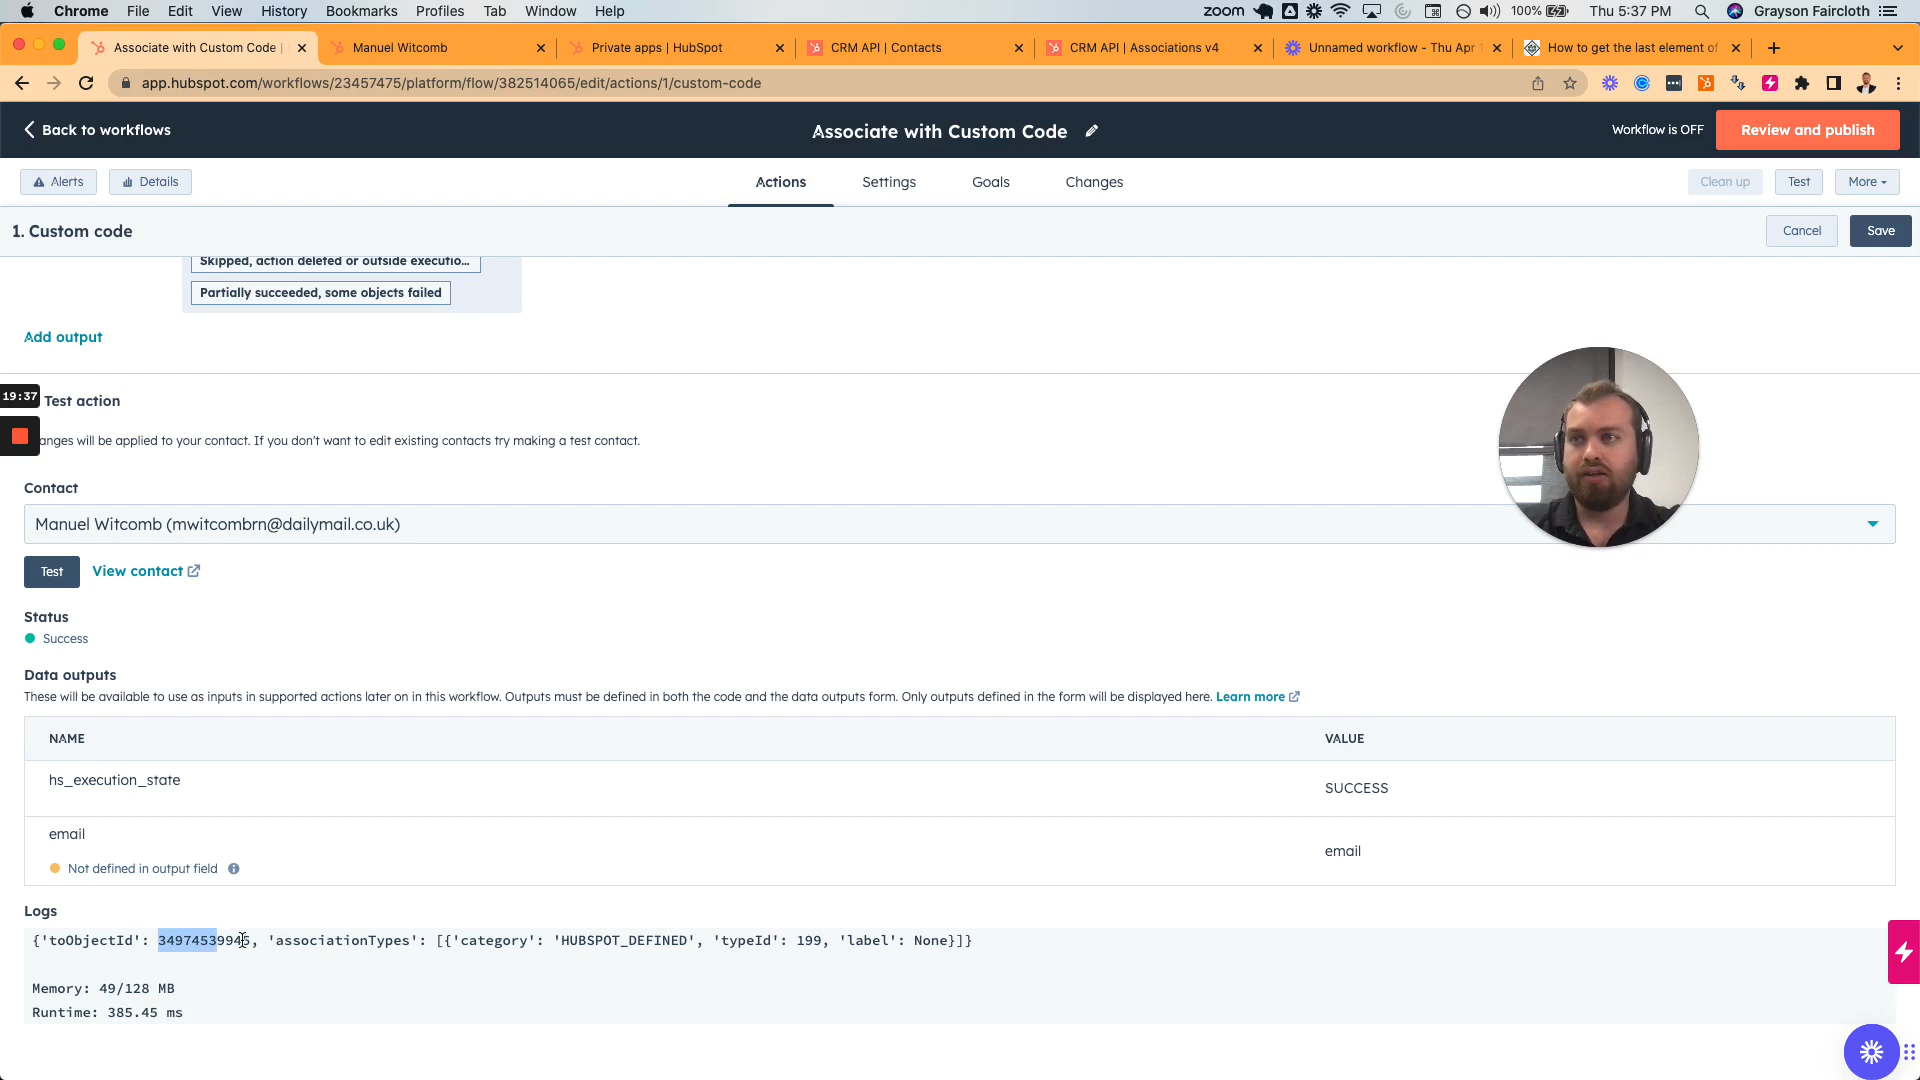 Chrome File Edit View History Bookmarks Profiles Tab Window Help zoom 100% Thu 5:37 PM Grayson Faircloth
Associate with Custom Code | Manuel Witcomb Private apps | HubSpot CRM API | Contacts CRM API | Associations v4 Unnamed workflow - Thu Apr 1 How to get the last element of
app.hubspot.com/workflows/23457475/platform/flow/382514065/edit/actions/1/custom-code
Back to workflows Associate with Custom Code Workflow is OFF Review and publish
Alerts Details Actions Settings Goals Changes Clean up Test More
1. Custom code Cancel Save
Skipped, action deleted or outside executio...
Partially succeeded, some objects failed
Add output
19:37 Test action
anges will be applied to your contact. If you don't want to edit existing contacts try making a test contact.
Contact
Manuel Witcomb (mwitcombrn@dailymail.co.uk)
Test View contact
Status
Success
Data outputs
These will be available to use as inputs in supported actions later on in this workflow. Outputs must be defined in both the code and the data outputs form. Only outputs defined in the form will be displayed here. Learn more
NAME VALUE
hs_execution_state SUCCESS
email email
Not defined in output field
Logs
{'toObjectId': 34974539945, 'associationTypes': [{'category': 'HUBSPOT_DEFINED', 'typeId': 199, 'label': None}]}
Memory: 49/128 MB
Runtime: 385.45 ms